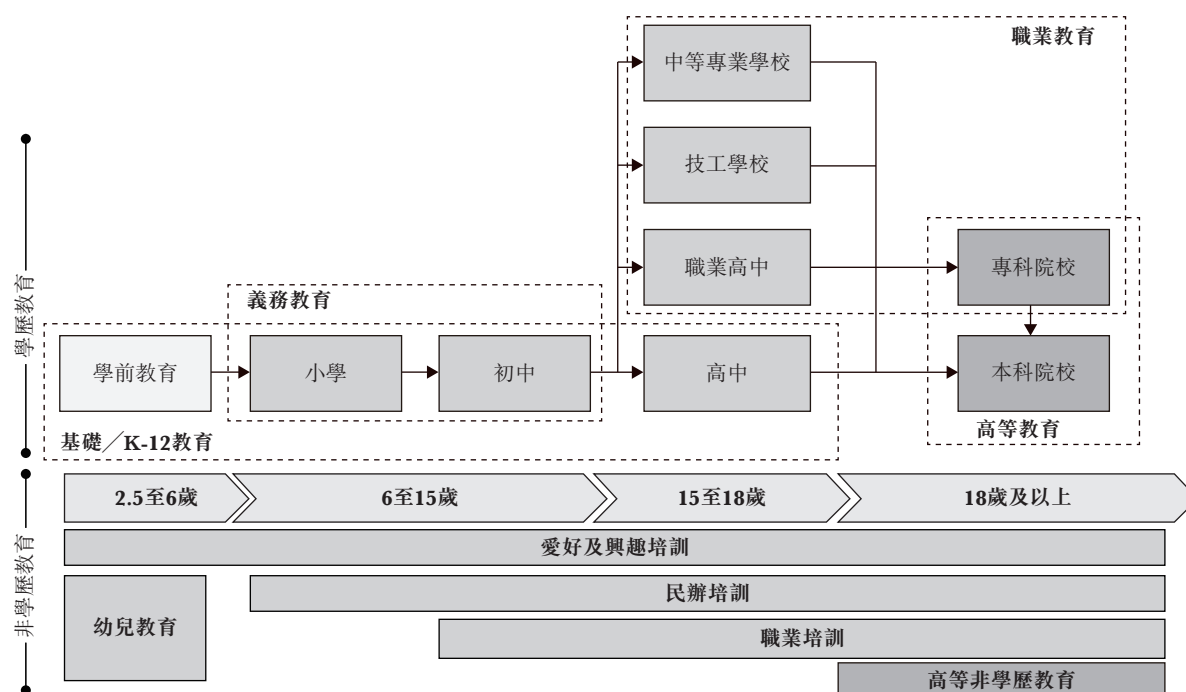 職業教育
中等專業學校
技工學校
職業高中
專科院校
義務教育
學前教育
小學
初中
高中
本科院校
高等教育
基礎／K-12教育
學歷教育
2.5至6歲
6至15歲
15至18歲
18歲及以上
愛好及興趣培訓
幼兒教育
民辦培訓
職業培訓
高等非學歷教育
非學歷教育